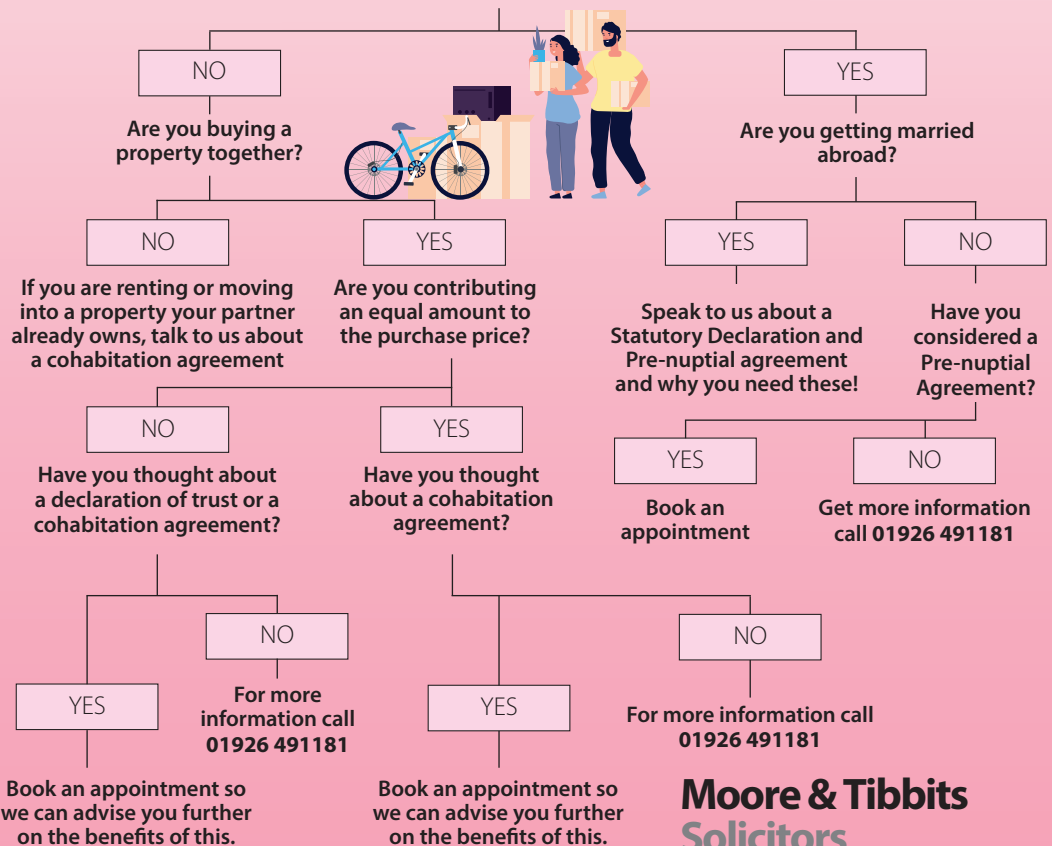 NO
YES
Are you buying a
property together?
Are you getting married
abroad?
NO
YES
YES
NO
If you are renting or moving
into a property your partner
already owns, talk to us about
a cohabitation agreement
Are you contributing
an equal amount to
the purchase price?
Speak to us about a
Statutory Declaration and
Pre-nuptial agreement
and why you need these!
Have you
considered a
Pre-nuptial
Agreement?
NO
YES
YES
NO
Have you thought about
a declaration of trust or a
cohabitation agreement?
Have you thought
about a cohabitation
agreement?
Book an
appointment
Get more information
call 01926 491181
NO
NO
YES
YES
For more
information call
01926 491181
For more information call
01926 491181
Book an appointment so
we can advise you further
on the benefits of this.
Book an appointment so
we can advise you further
on the benefits of this.
Moore & Tibbits
Solicitors